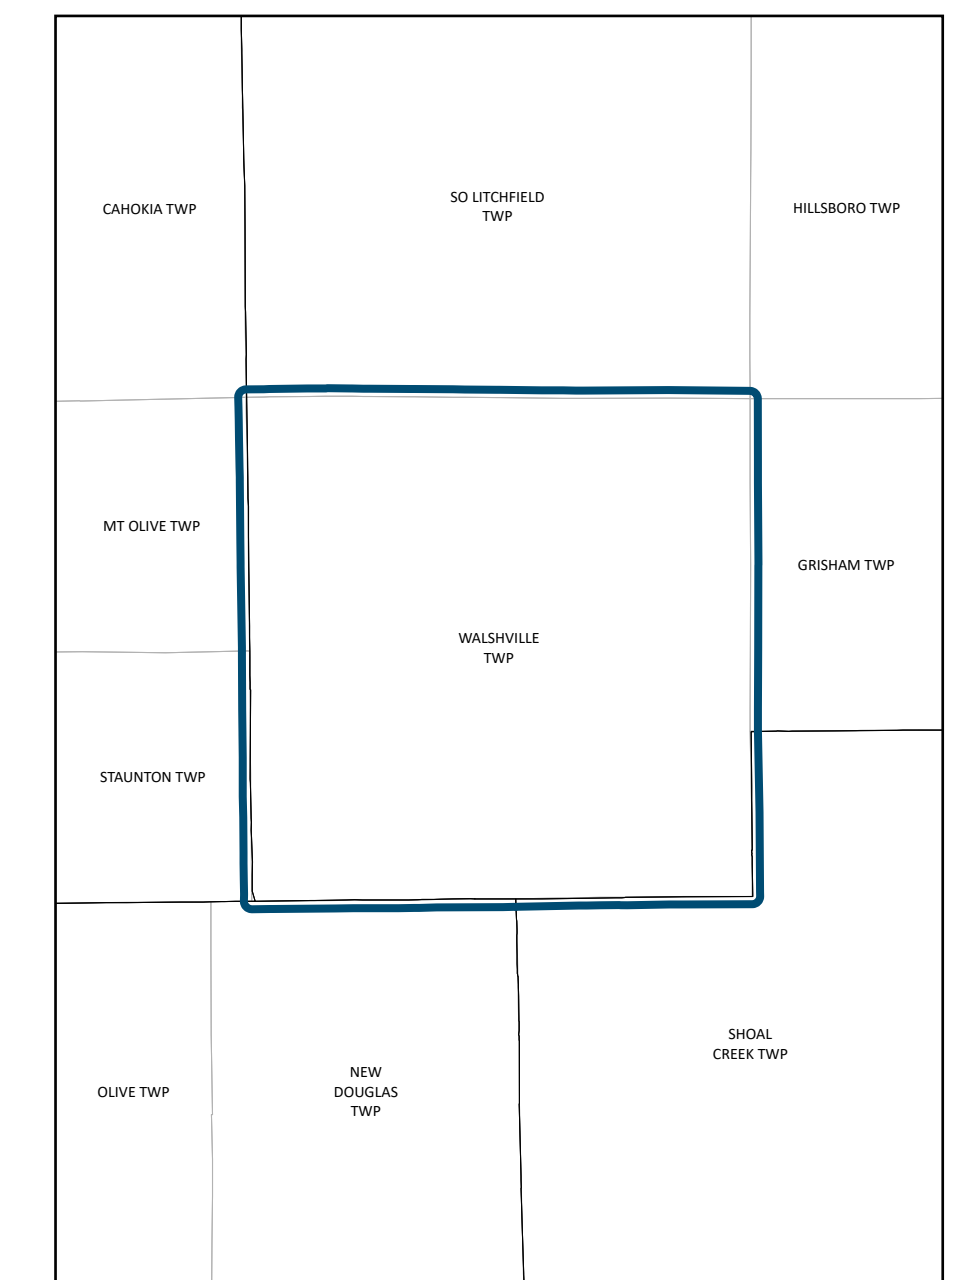 SO LITCHFIELD
TWP
CAHOKIA TWP
HILLSBORO TWP
MT OLIVE TWP
GRISHAM TWP
WALSHVILLE
TWP
STAUNTON TWP
SHOAL
CREEK TWP
NEW
DOUGLAS
TWP
OLIVE TWP